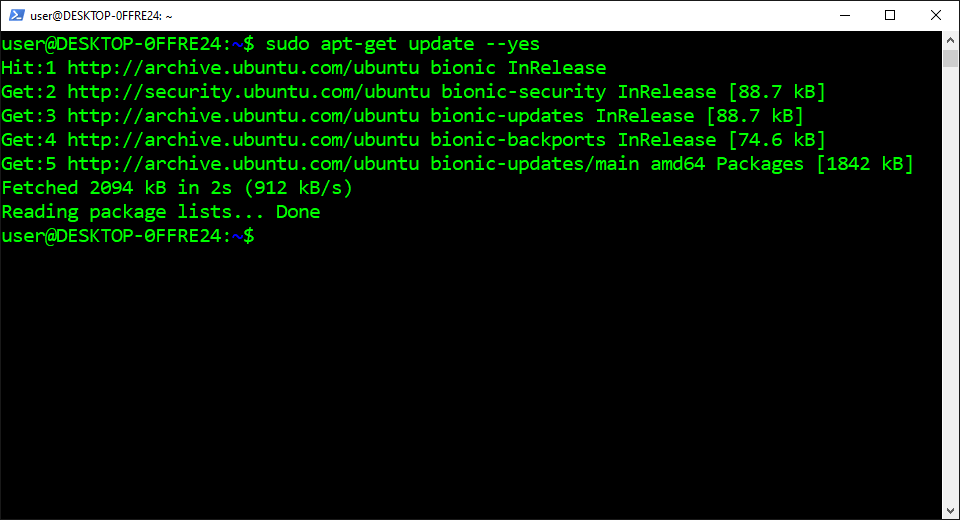 user@DESKTOP-0FFRE24: ~
user@DESKTOP-0FFRE24:~$ sudo apt-get update --yes
Hit:1 http://archive.ubuntu.com/ubuntu bionic InRelease
Get:2 http://security.ubuntu.com/ubuntu bionic-security InRelease [88.7 kB]
Get:3 http://archive.ubuntu.com/ubuntu bionic-updates InRelease [88.7 kB]
Get:4 http://archive.ubuntu.com/ubuntu bionic-backports InRelease [74.6 kB]
Get:5 http://archive.ubuntu.com/ubuntu bionic-updates/main amd64 Packages [1842 kB]
Fetched 2094 kB in 2s (912 kB/s)
Reading package lists... Done
user@DESKTOP-0FFRE24:~$